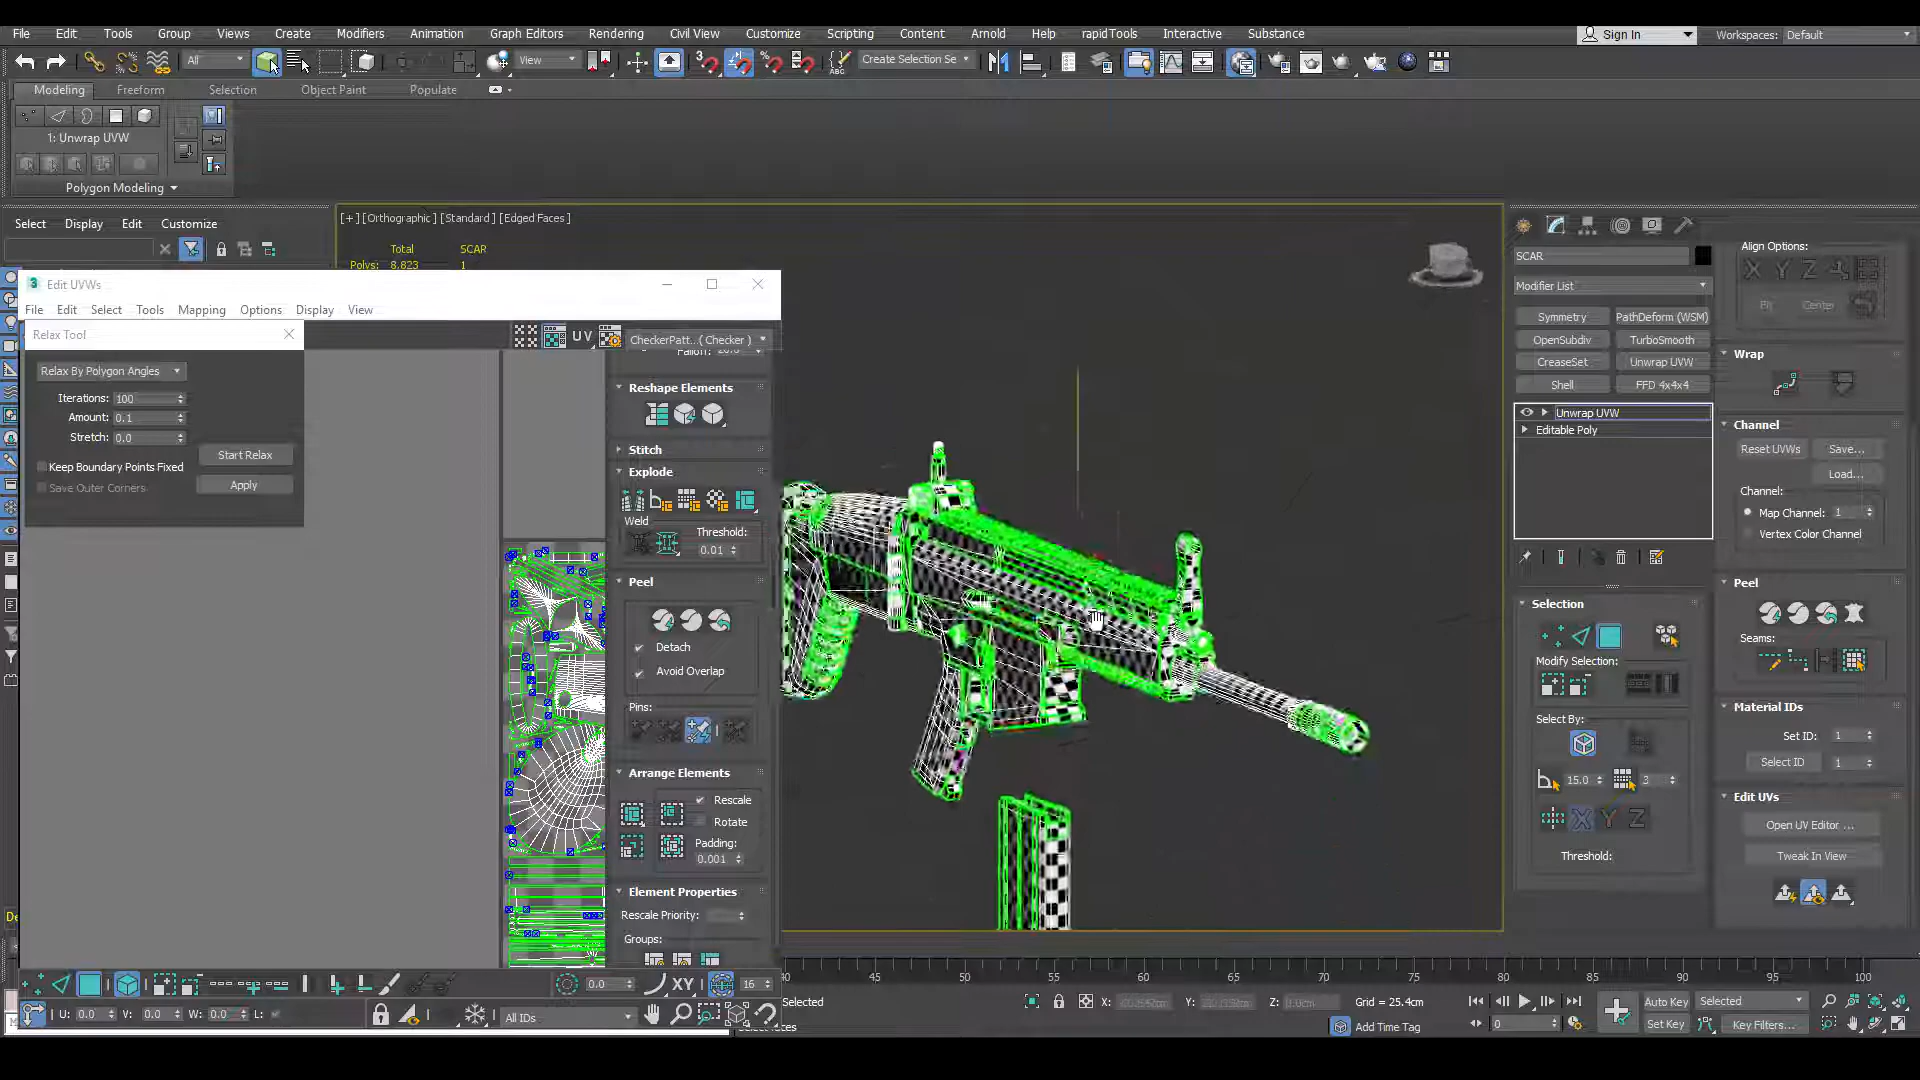 File Edit Tools Group Views Create Modifiers Animation Graph Editors Rendering Civil View Customize Scripting Content Arnold Help rapidTools Interactive Substance Sign In Workspaces: Default
All View Create Selection Se
Modeling Freeform Selection Object Paint Populate
1: Unwrap UVW
Polygon Modeling
Select Display Edit Customize
[+] [Orthographic] [Standard] [Edged Faces]
Total SCAR
Polys: 8,823 1
Edit UVWs
File Edit Select Tools Mapping Options Display View
Relax Tool
UV CheckerPatt...( Checker )
Relax By Polygon Angles
Iterations: 100
Amount: 0.1
Stretch: 0.0
Start Relax
Keep Boundary Points Fixed
Apply
Save Outer Corners
Reshape Elements
Stitch
Explode
Weld Threshold:
0.01
Peel
Detach
Avoid Overlap
Pins:
Arrange Elements
Rescale
Rotate
Padding:
0.001
Element Properties
Rescale Priority:
Groups:
0.0 XY 16
U: 0.0 V: 0.0 W: 0.0 L: All IDs
SCAR
Modifier List
Symmetry PathDeform (WSM)
OpenSubdiv TurboSmooth
CreaseSet Unwrap UVW
Shell FFD 4x4x4
Unwrap UVW
Editable Poly
Selection
Modify Selection:
Select By:
15.0 3
X Y Z
Threshold:
Align Options:
X Y Z
Center
Wrap
Channel
Reset UVWs Save...
Load...
Channel:
Map Channel: 1
Vertex Color Channel
Peel
Seams:
Material IDs
Set ID: 1
Select ID 1
Edit UVs
Open UV Editor ...
Tweak In View
45 50 55 60 65 70 75 80 85 90 95 100
Selected X: Y: Z: Grid = 25.4cm Auto Key Selected
Add Time Tag 0 Set Key Key Filters...